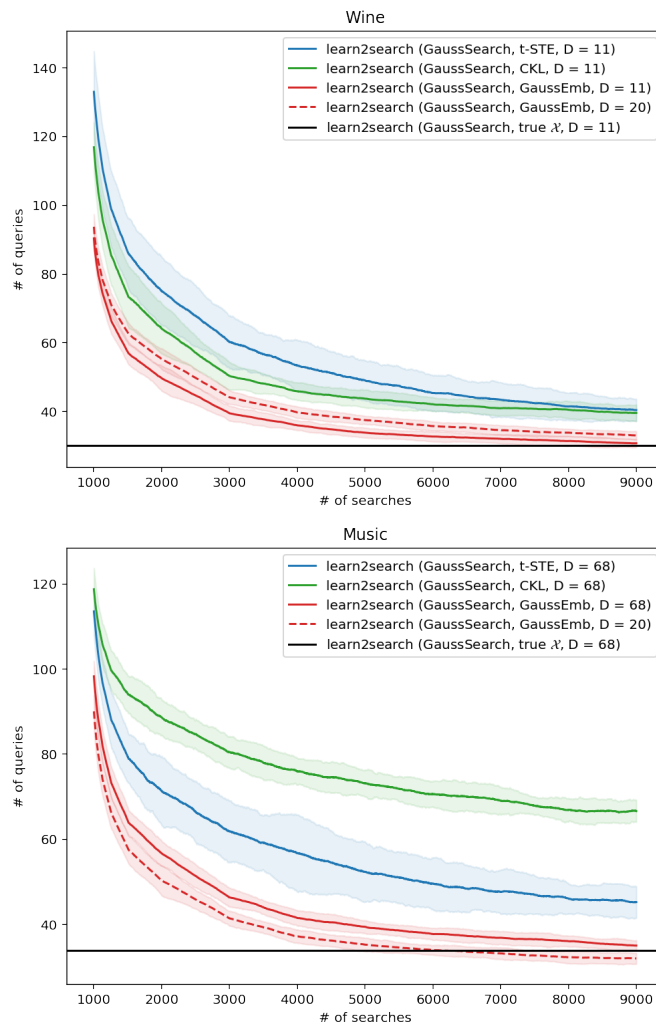 Wine
learn2search (GaussSearch, t-STE, D = 11)
learn2search (GaussSearch, CKL, D = 11)
learn2search (GaussSearch, GaussEmb, D = 11)
learn2search (GaussSearch, GaussEmb, D = 20)
learn2search (GaussSearch, true 𝒳, D = 11)
140
120
100
80
60
40
# of queries
1000 2000 3000 4000 5000 6000 7000 8000 9000
# of searches
Music
learn2search (GaussSearch, t-STE, D = 68)
learn2search (GaussSearch, CKL, D = 68)
learn2search (GaussSearch, GaussEmb, D = 68)
learn2search (GaussSearch, GaussEmb, D = 20)
learn2search (GaussSearch, true 𝒳, D = 68)
120
100
80
60
40
# of queries
1000 2000 3000 4000 5000 6000 7000 8000 9000
# of searches